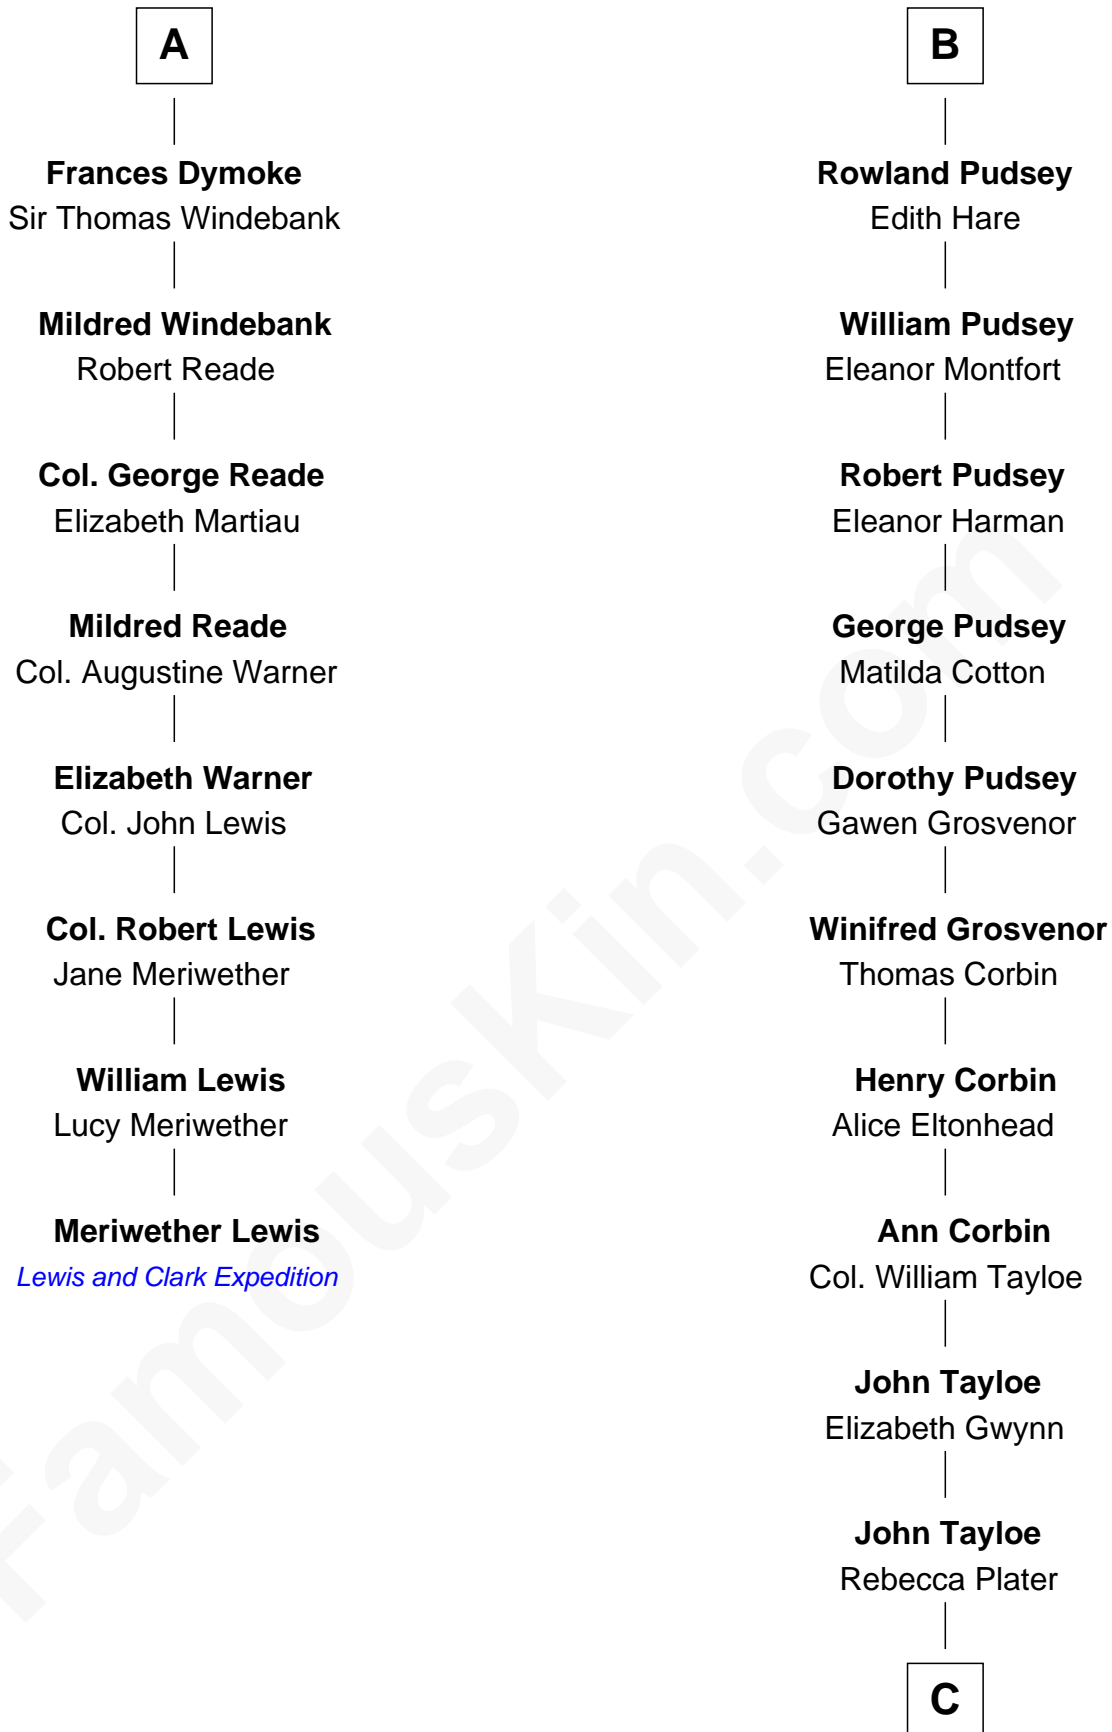 A
Frances Dymoke
Sir Thomas Windebank
Mildred Windebank
Robert Reade
Col. George Reade
Elizabeth Martiau
Mildred Reade
Col. Augustine Warner
Elizabeth Warner
Col. John Lewis
Col. Robert Lewis
Jane Meriwether
William Lewis
Lucy Meriwether
Meriwether Lewis
Lewis and Clark Expedition
B
Rowland Pudsey
Edith Hare
William Pudsey
Eleanor Montfort
Robert Pudsey
Eleanor Harman
George Pudsey
Matilda Cotton
Dorothy Pudsey
Gawen Grosvenor
Winifred Grosvenor
Thomas Corbin
Henry Corbin
Alice Eltonhead
Ann Corbin
Col. William Tayloe
John Tayloe
Elizabeth Gwynn
John Tayloe
Rebecca Plater
C
FamousKin.com